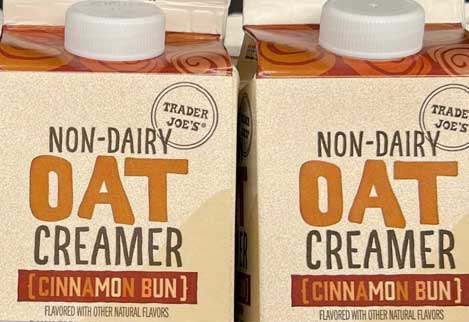 TRADER
JOE'S®
NON-DAIRY
OAT
CREAMER
{CINNAMON BUN}
FLAVORED WITH OTHER NATURAL FLAVORS
TRADER
JOE'S
NON-DAIRY
OAT
CREAMER
{CINNAMON BUN}
FLAVORED WITH OTHER NATURAL FLAVORS